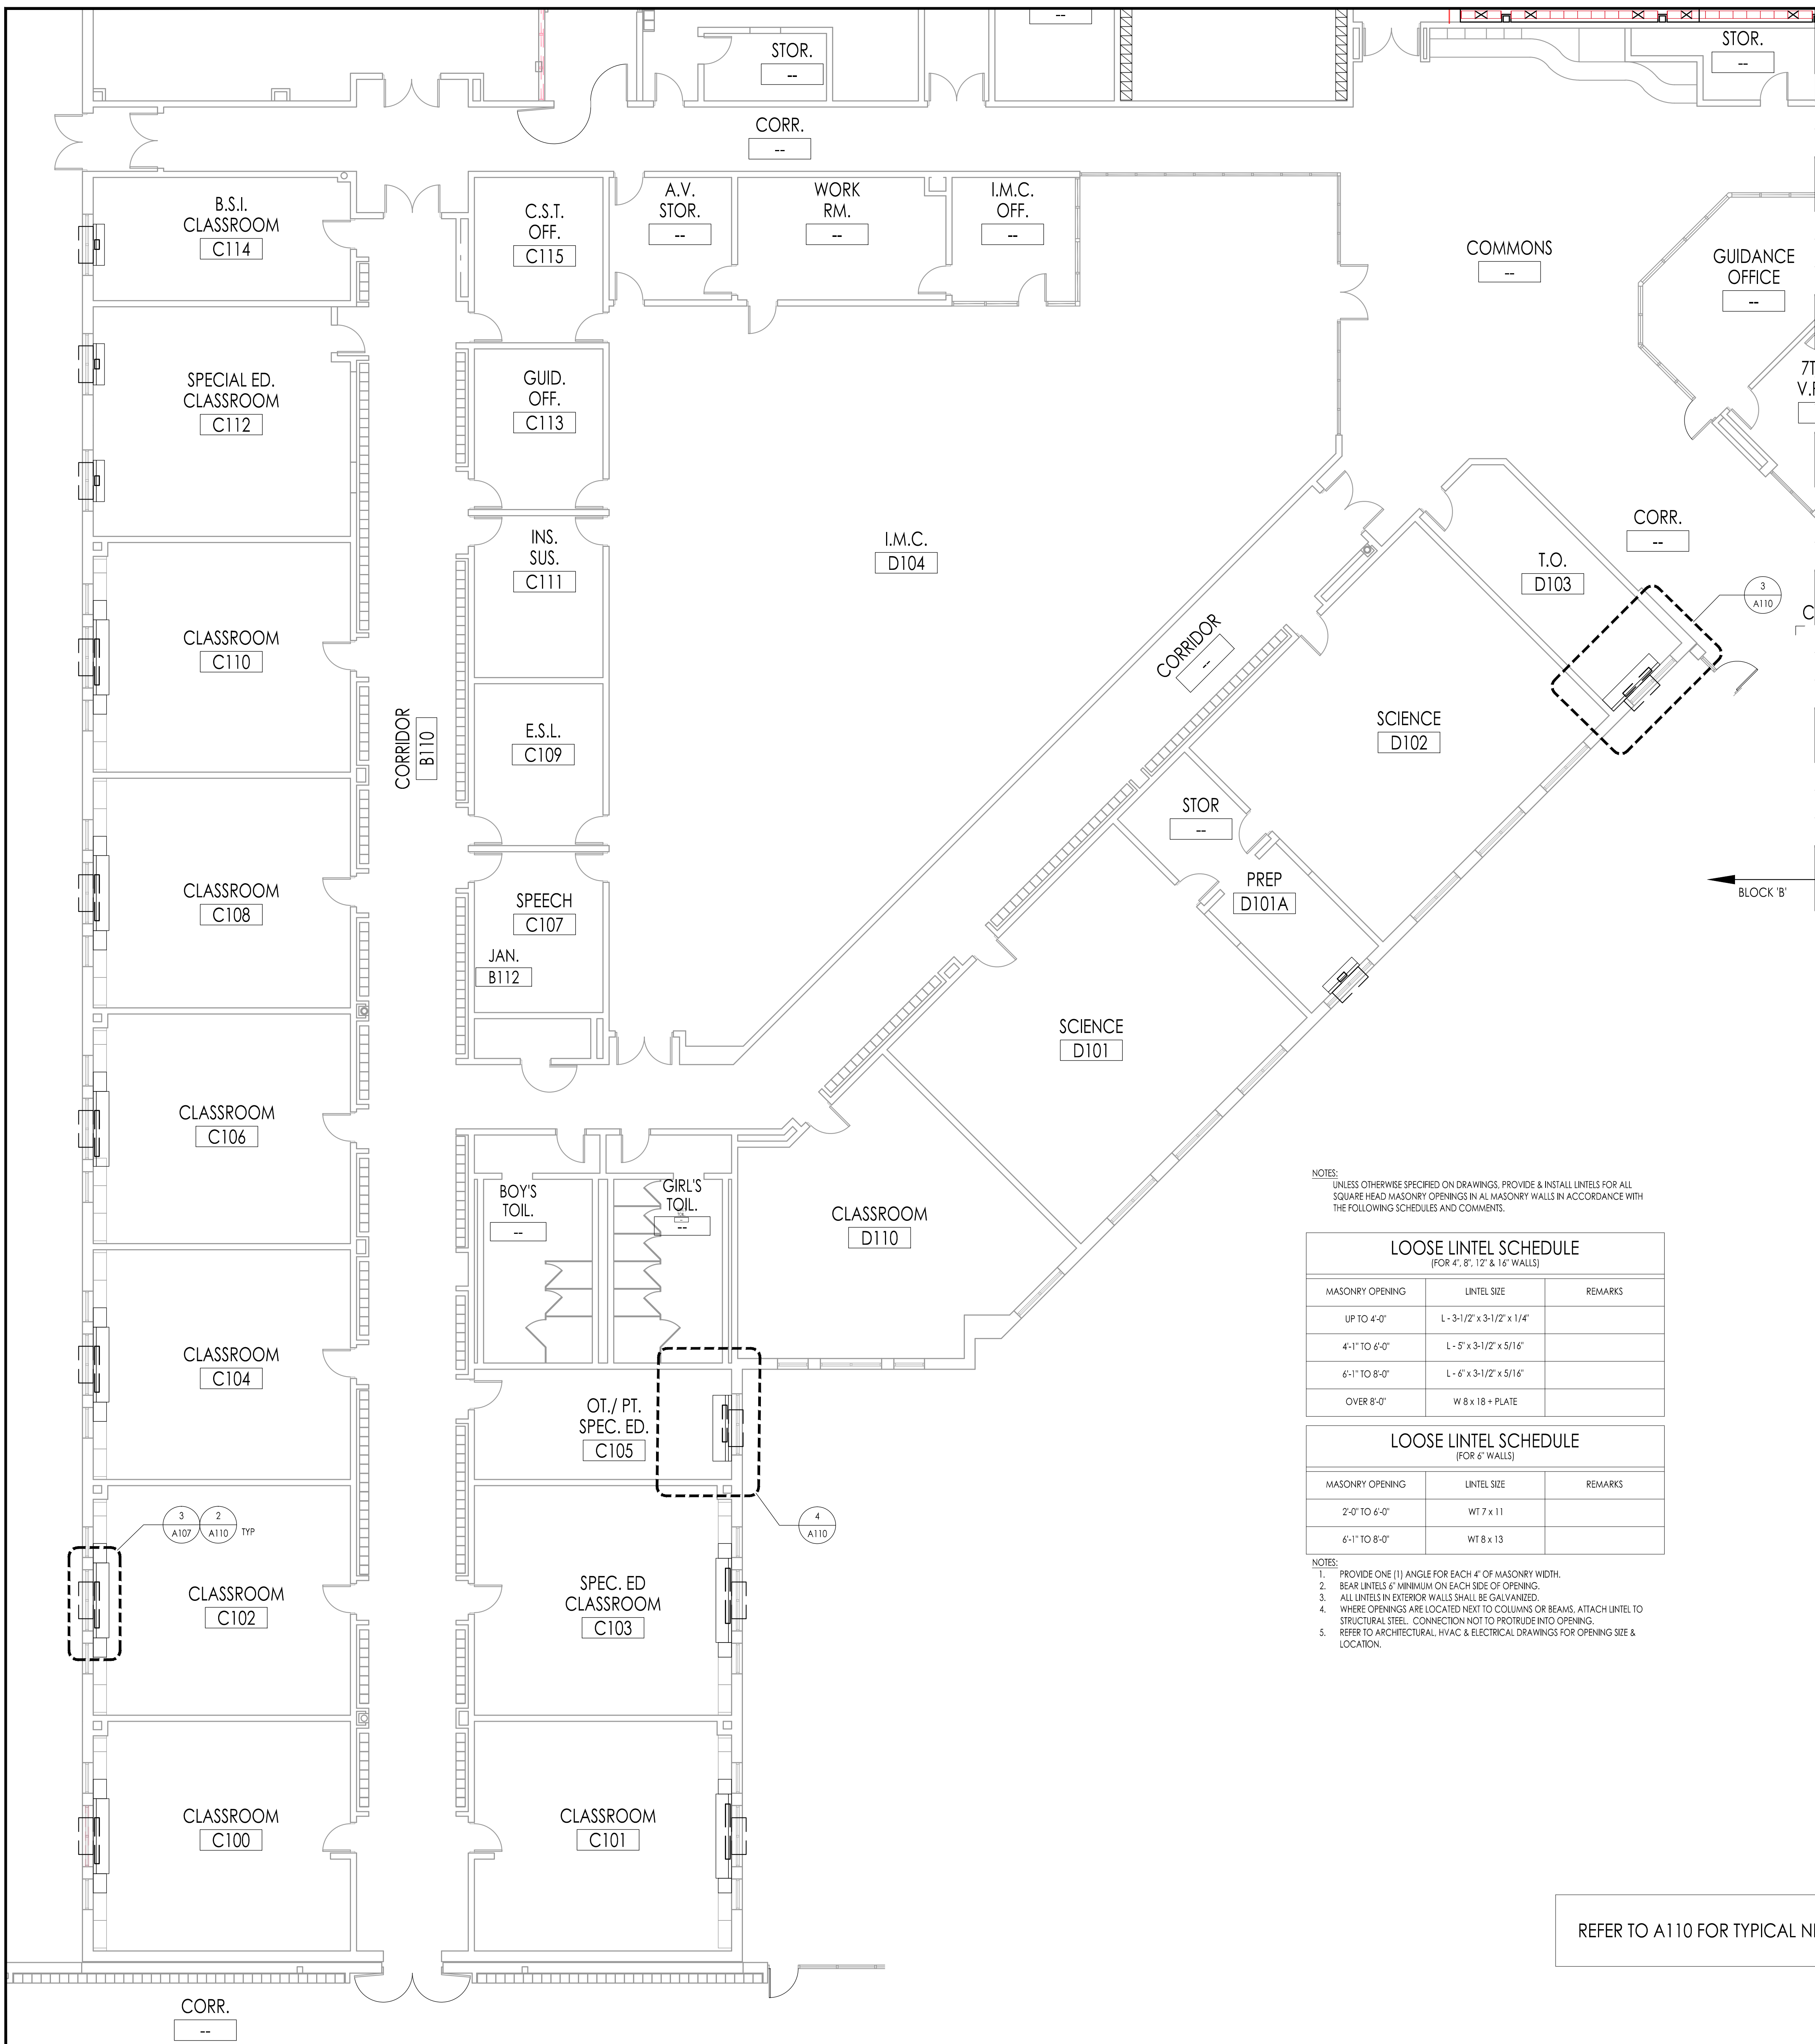 --
STOR.
--
STOR.
--
CORR.
--
B.S.I.
CLASSROOM
C114
C.S.T.
OFF.
C115
A.V.
STOR.
--
WORK
RM.
--
I.M.C.
OFF.
--
COMMONS
--
GUIDANCE
OFFICE
--
SPECIAL ED.
CLASSROOM
C112
GUID.
OFF.
C113
INS.
SUS.
C111
I.M.C.
D104
CORR.
--
T.O.
D103
3
A110
CLASSROOM
C110
CORRIDOR
B110
E.S.L.
C109
CORRIDOR
--
SCIENCE
D102
STOR
--
PREP
D101A
BLOCK 'B'
CLASSROOM
C108
SPEECH
C107
JAN.
B112
SCIENCE
D101
CLASSROOM
C106
BOY'S
TOIL.
--
GIRL'S
TOIL.
--
CLASSROOM
D110
NOTES:
UNLESS OTHERWISE SPECIFIED ON DRAWINGS, PROVIDE & INSTALL LINTELS FOR ALL
SQUARE HEAD MASONRY OPENINGS IN AL MASONRY WALLS IN ACCORDANCE WITH
THE FOLLOWING SCHEDULES AND COMMENTS.
LOOSE LINTEL SCHEDULE
(FOR 4", 8", 12" & 16" WALLS)
MASONRY OPENING LINTEL SIZE REMARKS
UP TO 4'-0" L - 3-1/2" x 3-1/2" x 1/4"
4'-1" TO 6'-0" L - 5" x 3-1/2" x 5/16"
6'-1" TO 8'-0" L - 6" x 3-1/2" x 5/16"
OVER 8'-0" W 8 x 18 + PLATE
LOOSE LINTEL SCHEDULE
(FOR 6" WALLS)
MASONRY OPENING LINTEL SIZE REMARKS
2'-0" TO 6'-0" WT 7 x 11
6'-1" TO 8'-0" WT 8 x 13
NOTES:
1. PROVIDE ONE (1) ANGLE FOR EACH 4" OF MASONRY WIDTH.
2. BEAR LINTELS 6" MINIMUM ON EACH SIDE OF OPENING.
3. ALL LINTELS IN EXTERIOR WALLS SHALL BE GALVANIZED.
4. WHERE OPENINGS ARE LOCATED NEXT TO COLUMNS OR BEAMS, ATTACH LINTEL TO
STRUCTURAL STEEL. CONNECTION NOT TO PROTRUDE INTO OPENING.
5. REFER TO ARCHITECTURAL, HVAC & ELECTRICAL DRAWINGS FOR OPENING SIZE &
LOCATION.
CLASSROOM
C104
OT./ PT.
SPEC. ED.
C105
4
A110
3
A107
2
A110
TYP
CLASSROOM
C102
SPEC. ED
CLASSROOM
C103
CLASSROOM
C100
CLASSROOM
C101
REFER TO A110 FOR TYPICAL
CORR.
--